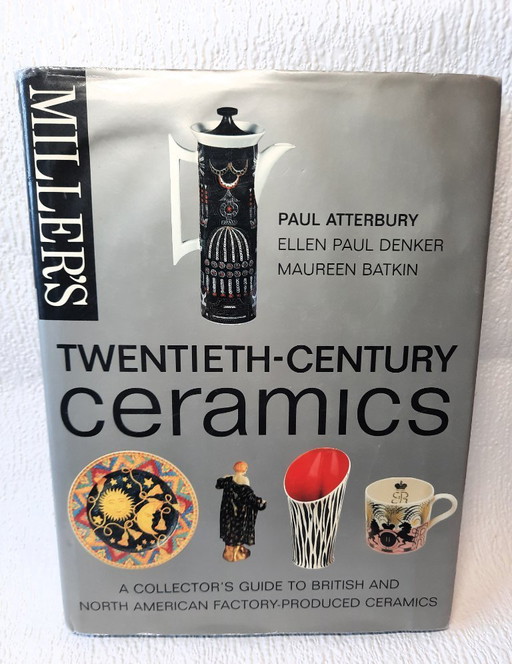 MILLER'S
PAUL ATTERBURY
ELLEN PAUL DENKER
MAUREEN BATKIN
TWENTIETH-CENTURY
ceramics
A COLLECTOR'S GUIDE TO BRITISH AND
NORTH AMERICAN FACTORY-PRODUCED CERAMICS